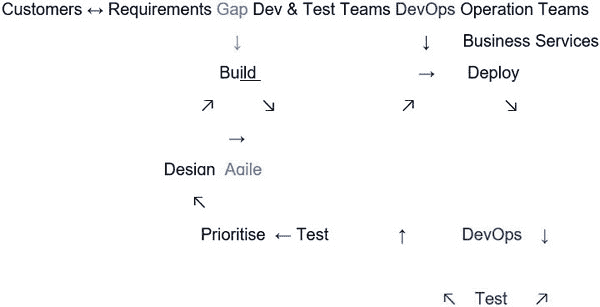 Customers ↔ Requirements Gap Dev & Test Teams DevOps Operation Teams
↓ ↓ Business Services
Build → Deploy
↗ ↘ ↗ ↘
→
Design Agile
↖
Prioritise ← Test ↑ DevOps ↓
↖ Test ↗